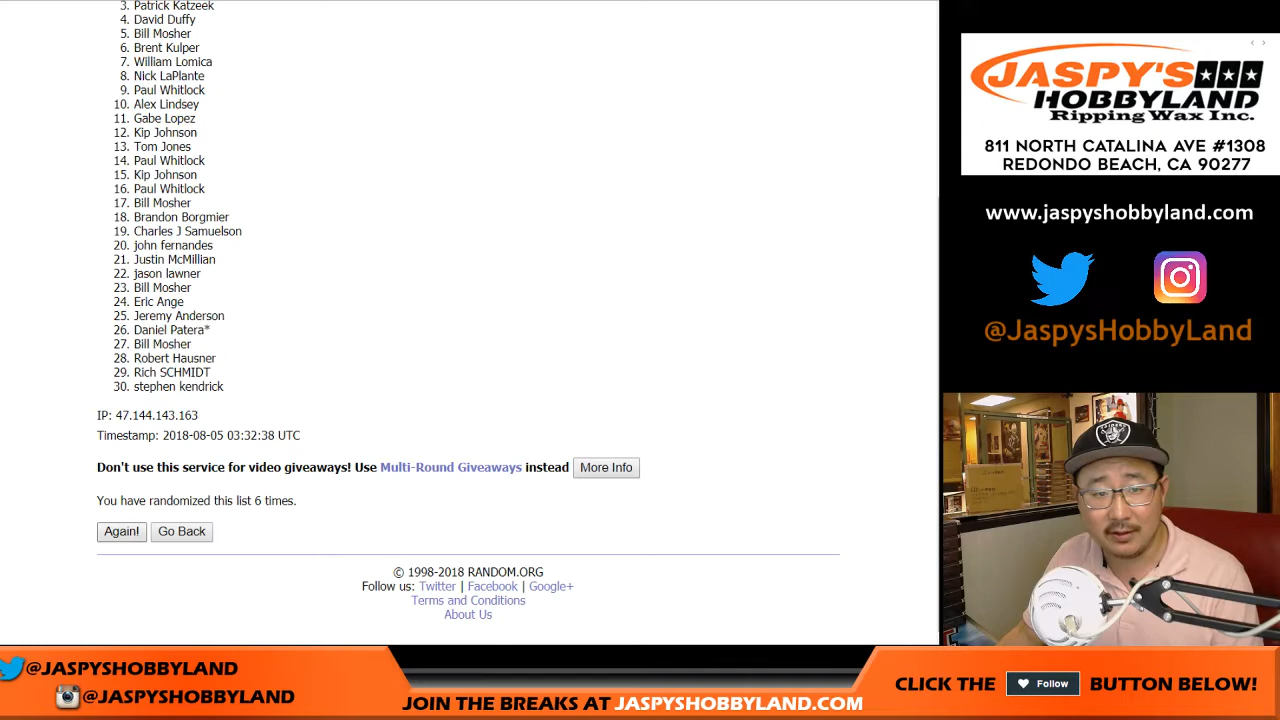 3. Patrick Katzeek
4. David Duffy
5. Bill Mosher
6. Brent Kulper
7. William Lomica
8. Nick LaPlante
9. Paul Whitlock
10. Alex Lindsey
11. Gabe Lopez
12. Kip Johnson
13. Tom Jones
14. Paul Whitlock
15. Kip Johnson
16. Paul Whitlock
17. Bill Mosher
18. Brandon Borgmier
19. Charles J Samuelson
20. john fernandes
21. Justin McMillian
22. jason lawner
23. Bill Mosher
24. Eric Ange
25. Jeremy Anderson
26. Daniel Patera*
27. Bill Mosher
28. Robert Hausner
29. Rich SCHMIDT
30. stephen kendrick
IP: 47.144.143.163
Timestamp: 2018-08-05 03:32:38 UTC
Don't use this service for video giveaways! Use Multi-Round Giveaways instead More Info
You have randomized this list 6 times.
Again! Go Back
© 1998-2018 RANDOM.ORG
Follow us: Twitter | Facebook | Google+
Terms and Conditions
About Us
JASPY'S
HOBBYLAND
Ripping Wax Inc.
811 NORTH CATALINA AVE #1308
REDONDO BEACH, CA 90277
www.jaspyshobbyland.com
@JaspysHobbyLand
RAIDERS
@JASPYSHOBBYLAND
@JASPYSHOBBYLAND
JOIN THE BREAKS AT JASPYSHOBBYLAND.COM
CLICK THE Follow BUTTON BELOW!